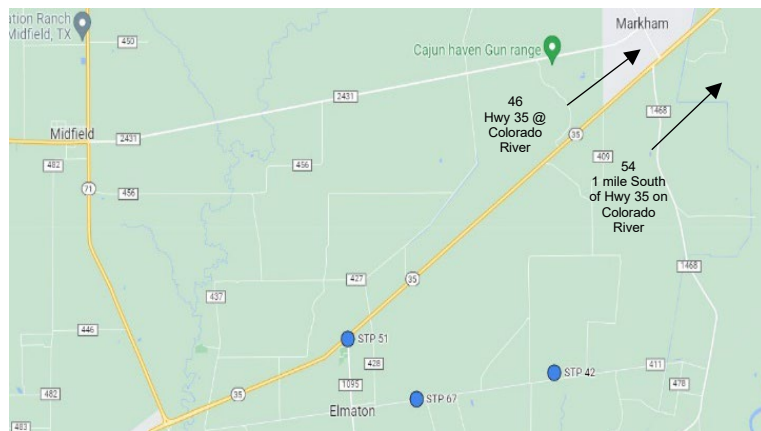 ation Ranch
Midfield, TX
450
Markham
Cajun haven Gun range
46
Hwy 35 @
Colorado
River
2431
1468
35
Midfield
2431
482
456
409
71
456
54
1 mile South
of Hwy 35 on
Colorado
River
1468
427
35
437
446
STP 51
428
411
STP 42
478
1095
482
35
STP 67
Elmaton
483